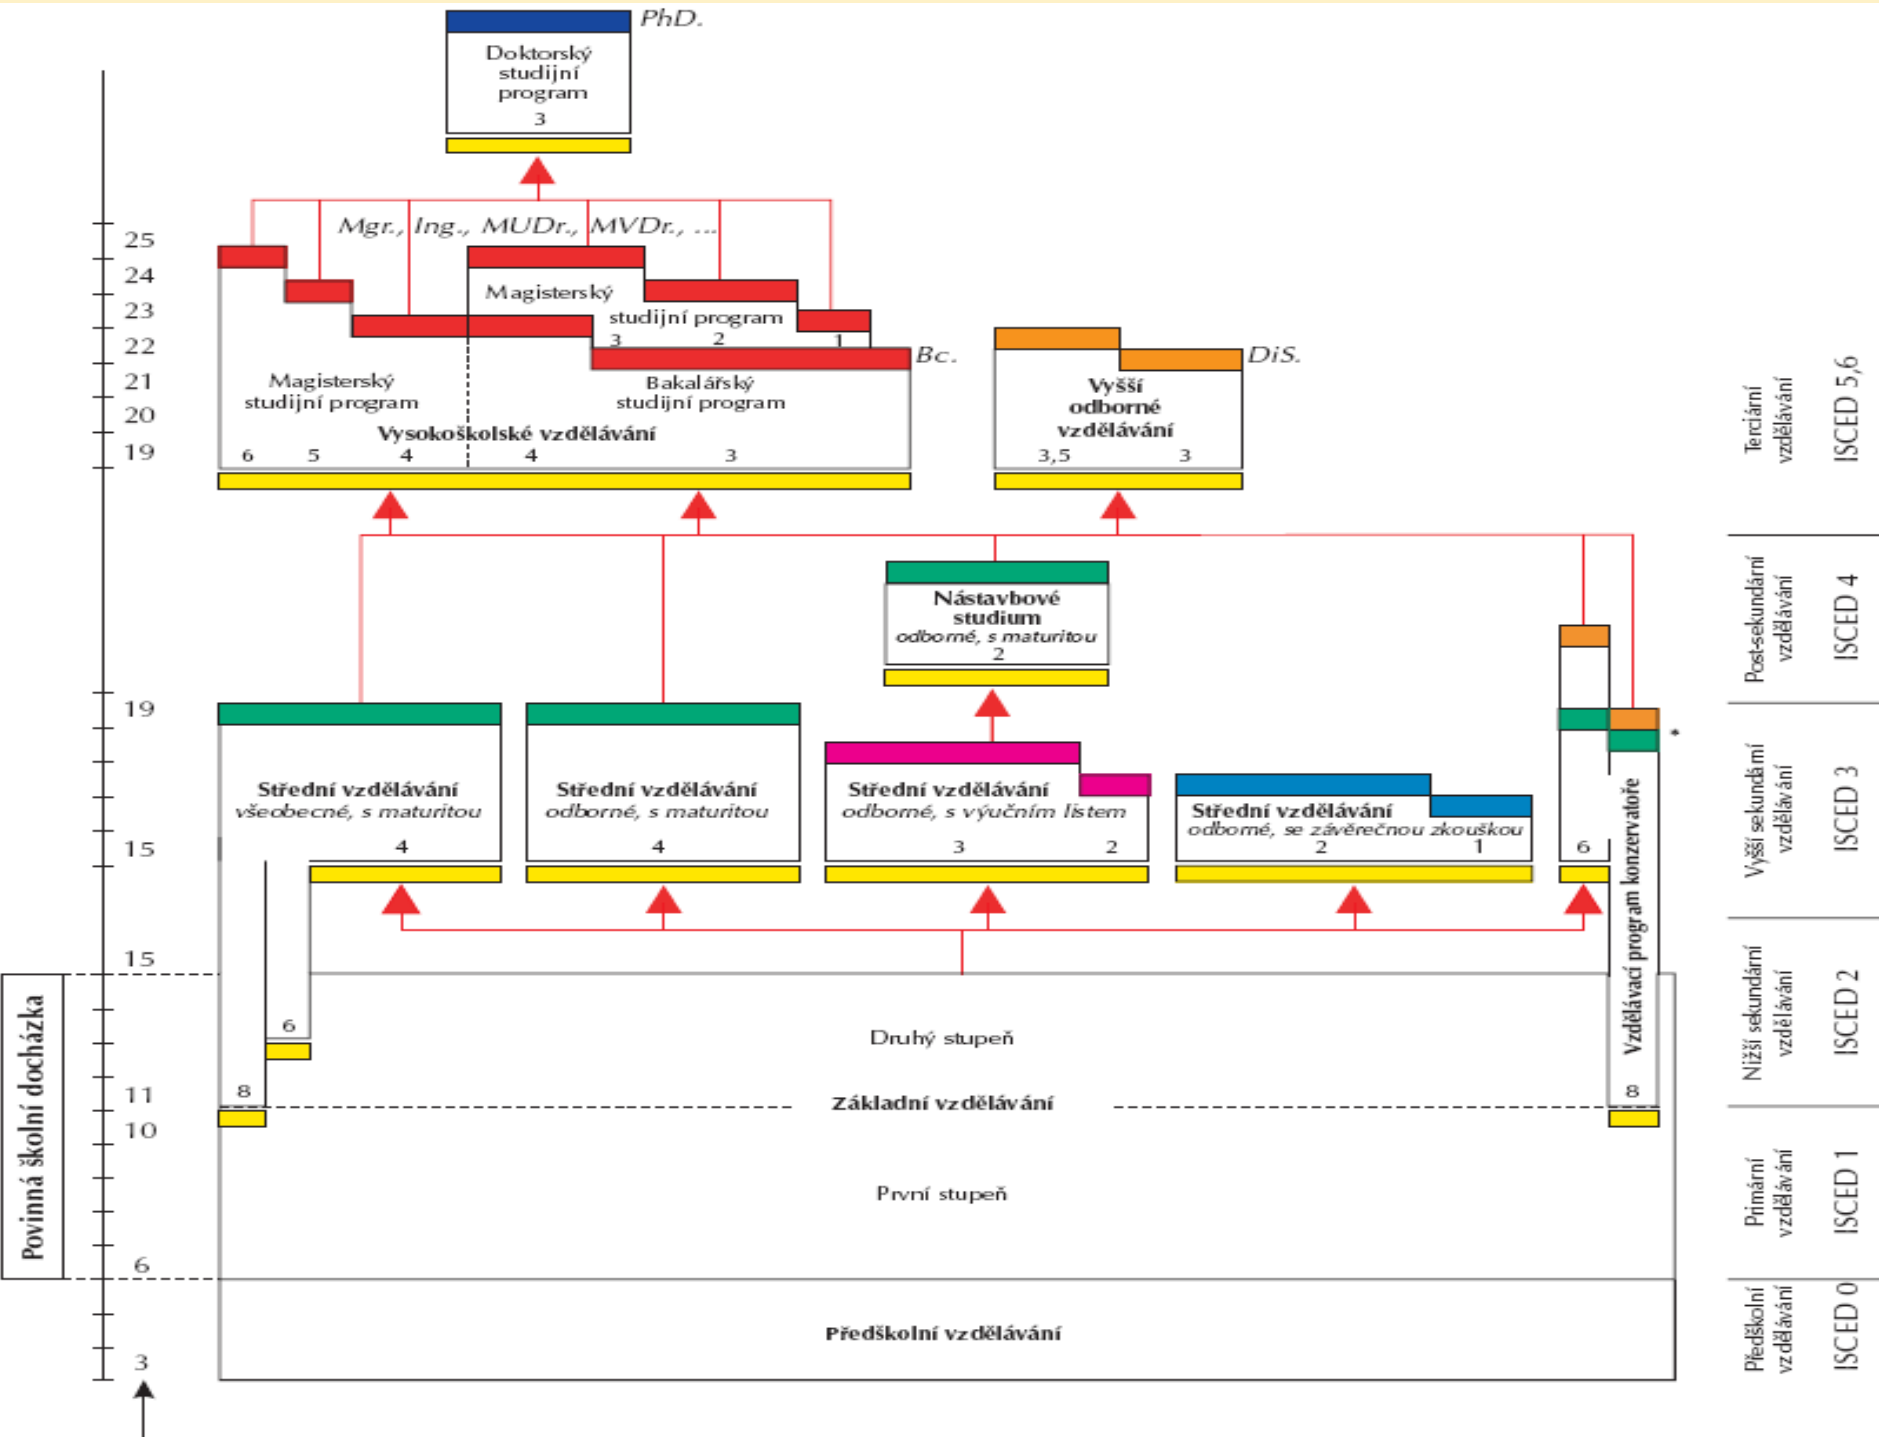 PhD.
Doktorský
studijní
program
3
Mgr., Ing., MUDr., MVDr., ...
25
24
23
22
21
20
19
Magisterský
studijní program
3 2 1
Bc.
Magisterský
studijní program
Bakalářský
studijní program
Vysokoškolské vzdělávání
6 5 4 4 3
DiS.
Vyšší
odborné
vzdělávání
3,5 3
Terciární
vzdělávání
ISCED 5,6
Nástavbové
studium
odborné, s maturitou
2
Post-sekundární
vzdělávání
ISCED 4
19
15
Střední vzdělávání
všeobecné, s maturitou
4
Střední vzdělávání
odborné, s maturitou
4
Střední vzdělávání
odborné, s výučním listem
3 2
Střední vzdělávání
odborné, se závěrečnou zkouškou
2 1
6
*
Vzdělávací program konzervatoře
8
Vyšší sekundární
vzdělávání
ISCED 3
15
11
10
6
3
Povinná školní docházka
6
8
Druhý stupeň
Základní vzdělávání
První stupeň
Předškolní vzdělávání
Nižší sekundární
vzdělávání
ISCED 2
Primární
vzdělávání
ISCED 1
Předškolní
vzdělávání
ISCED 0